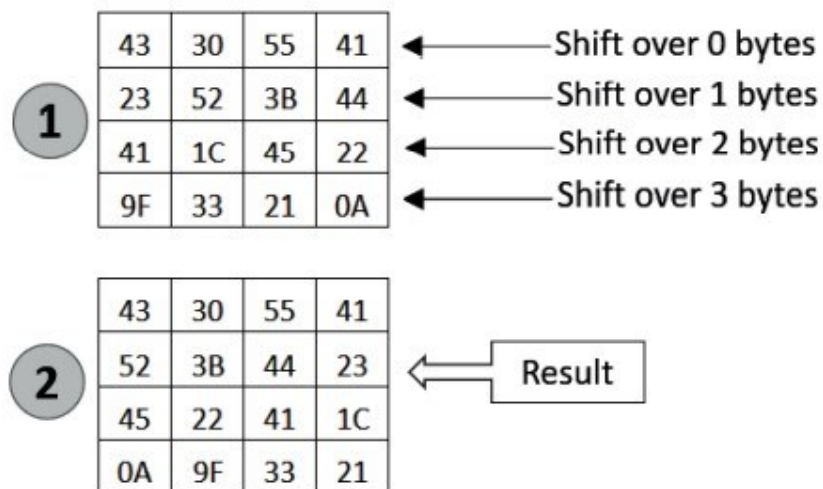 43 30 55 41 Shift over 0 bytes
23 52 3B 44 Shift over 1 bytes
1
41 1C 45 22 Shift over 2 bytes
9F 33 21 0A Shift over 3 bytes
43 30 55 41
52 3B 44 23 Result
2
45 22 41 1C
0A 9F 33 21